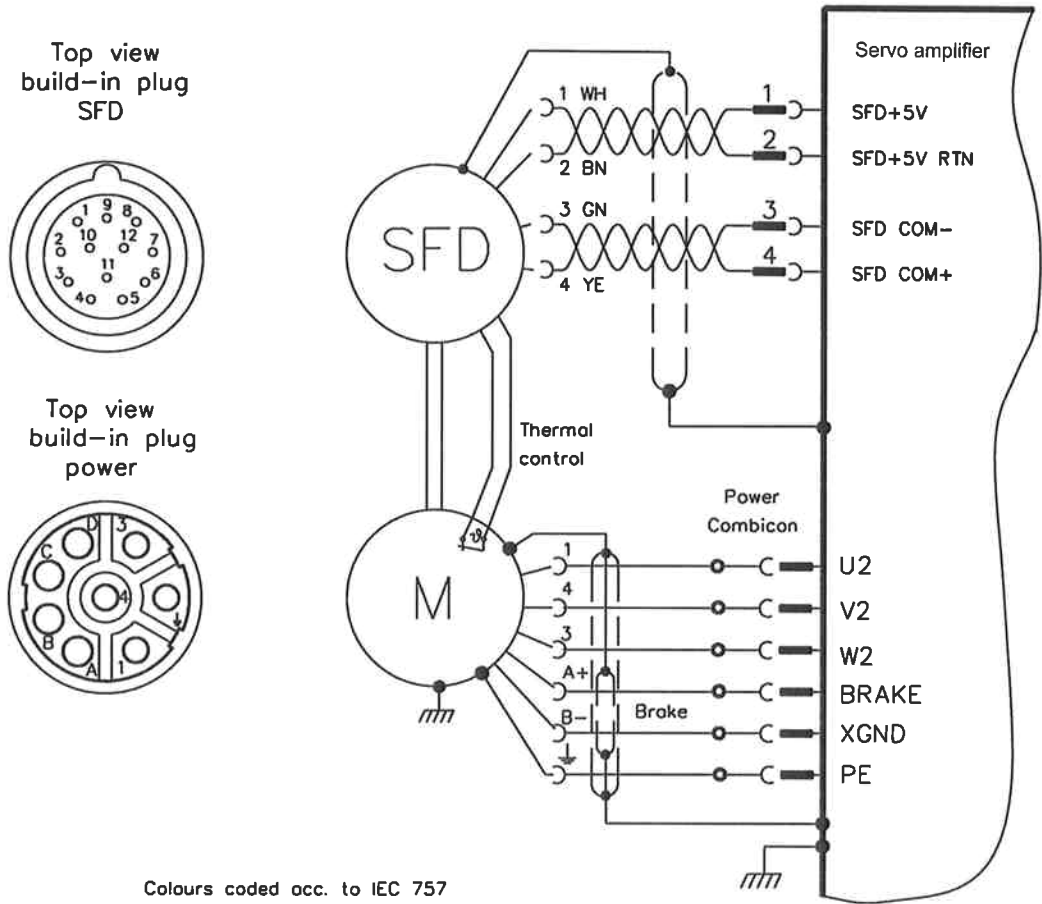 Top view
build-in plug
SFD
1
9
8
2
10
12
7
3
11
6
4
5
Top view
build-in plug
power
D
3
C
4
B
A
1
SFD
1 WH
2 BN
3 GN
4 YE
1
2
3
4
Servo amplifier
SFD+5V
SFD+5V RTN
SFD COM-
SFD COM+
Thermal
control
ϑ
M
Power
Combicon
1
4
3
A+
B-
Brake
U2
V2
W2
BRAKE
XGND
PE
Colours coded acc. to IEC 757